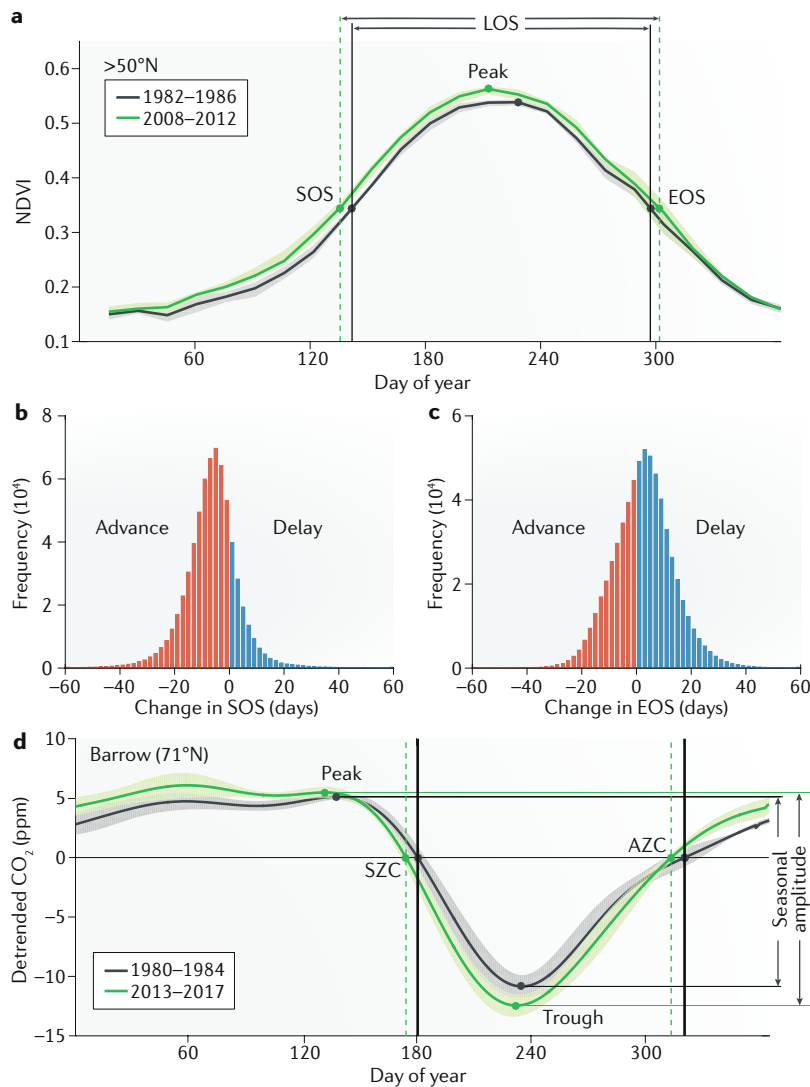 a
LOS
>50°N
1982–1986
2008–2012
Peak
SOS
EOS
NDVI
0.6
0.5
0.4
0.3
0.2
0.1
60
120
180
240
300
Day of year
b
Frequency (10⁴)
8
6
4
2
0
Advance
Delay
–60
–40
–20
0
20
40
60
Change in SOS (days)
c
Frequency (10⁴)
6
4
2
0
Advance
Delay
–60
–40
–20
0
20
40
60
Change in EOS (days)
d
Detrended CO₂ (ppm)
10
5
0
–5
–10
–15
Barrow (71°N)
Peak
SZC
AZC
Seasonal
amplitude
1980–1984
2013–2017
Trough
60
120
180
240
300
Day of year